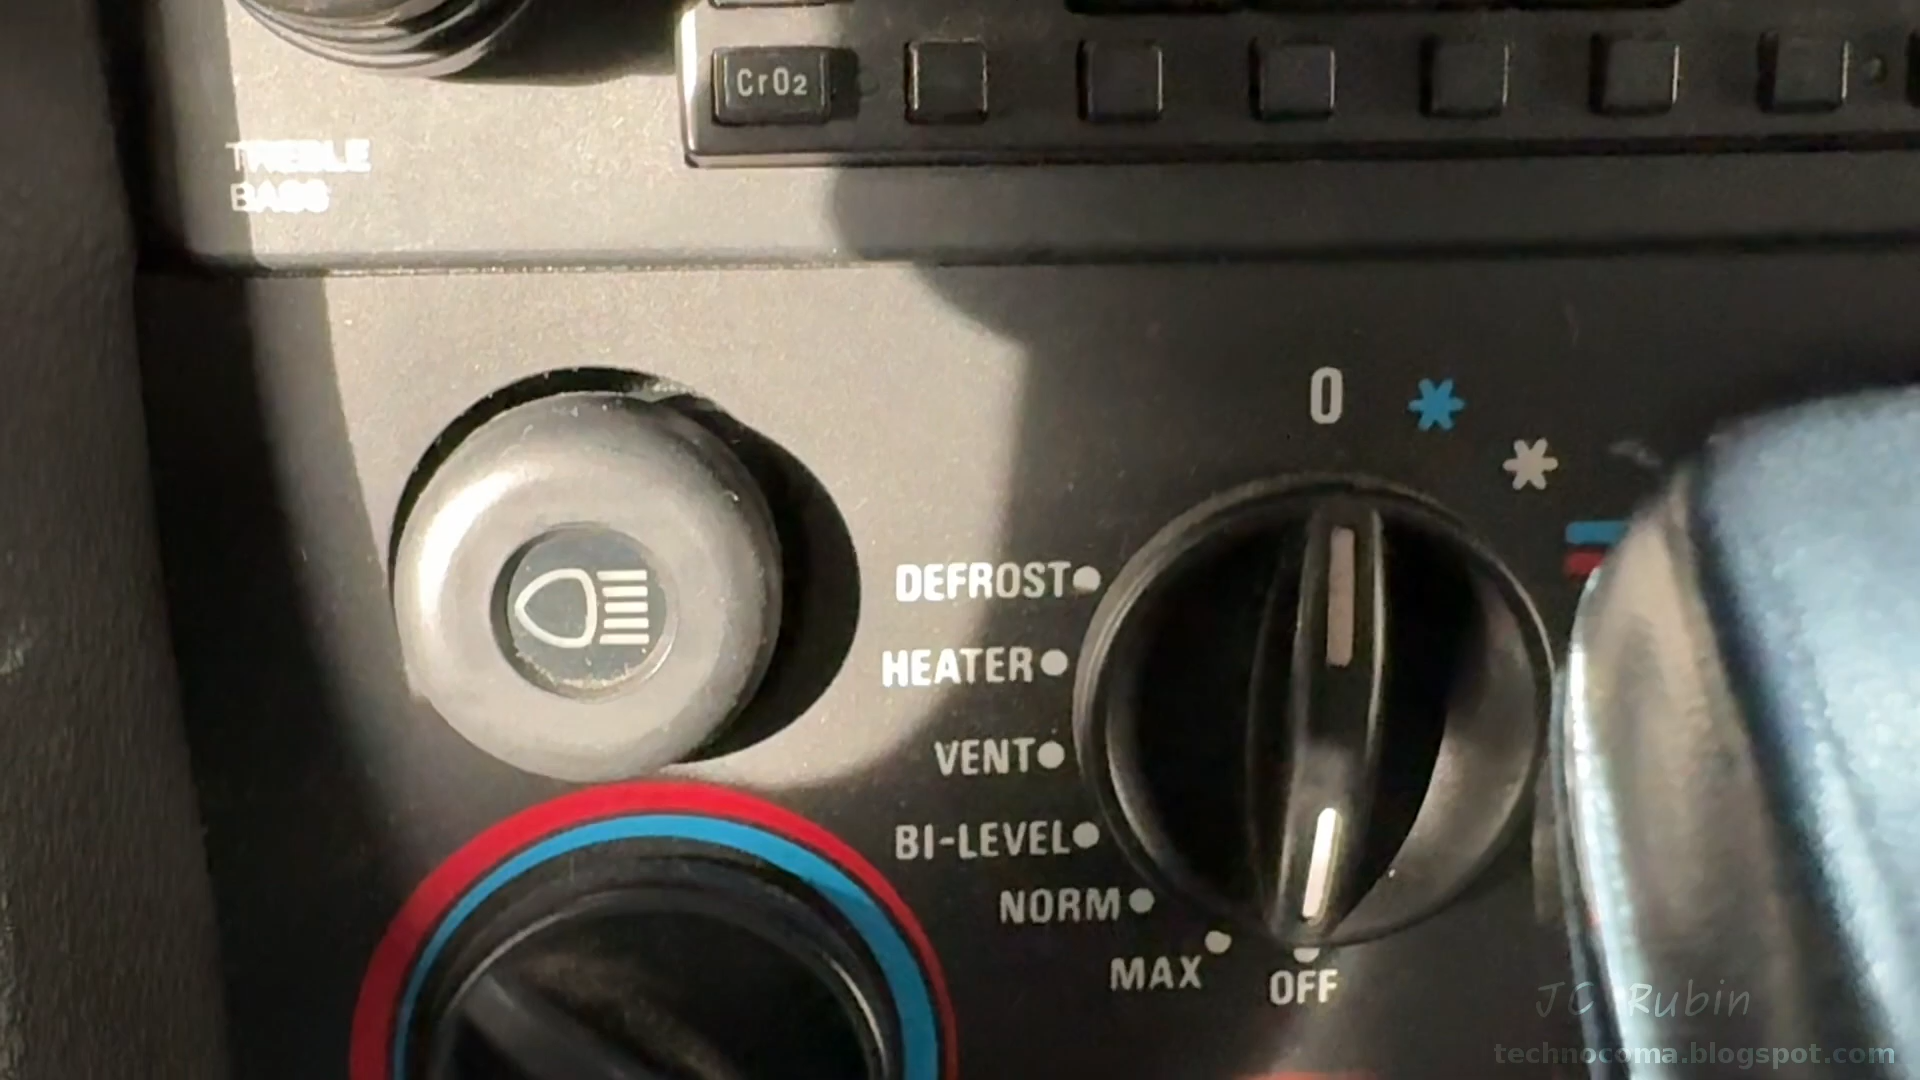 CrO2
TREBLE
BASS
0
DEFROST
HEATER
VENT
BI-LEVEL
NORM
MAX
OFF
JC Rubin
technocoma.blogspot.com